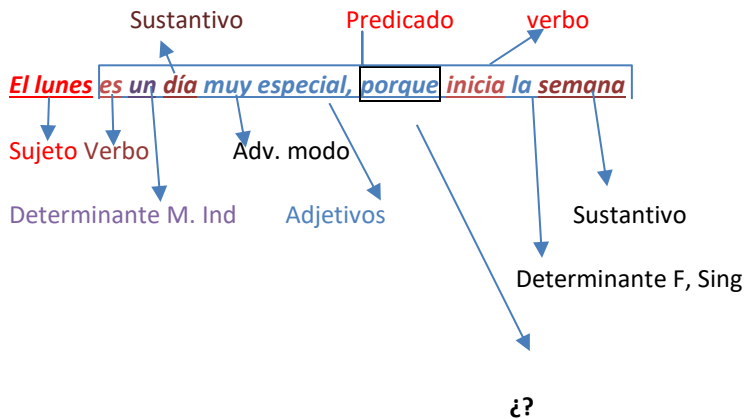 Sustantivo Predicado verbo
El lunes es un día muy especial, porque inicia la semana
Sujeto Verbo Adv. modo
Determinante M. Ind Adjetivos Sustantivo
Determinante F, Sing
¿?